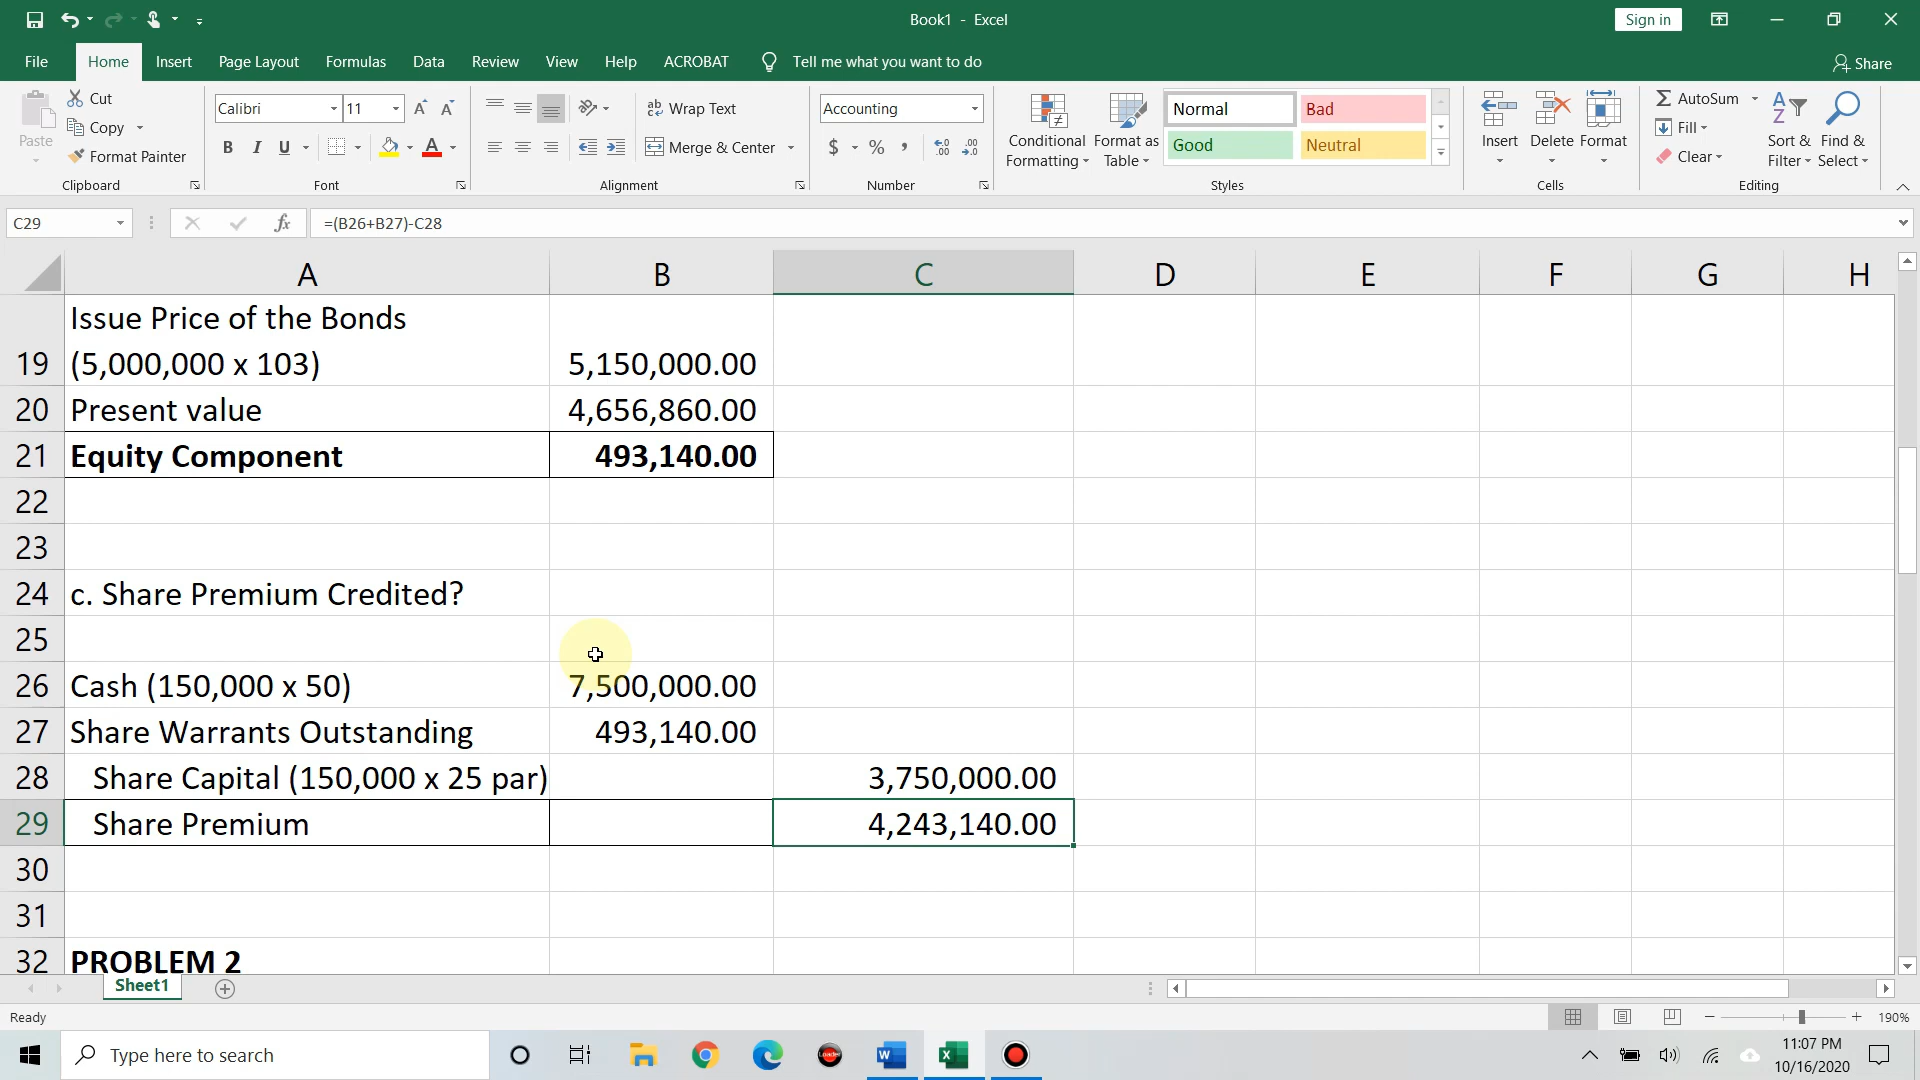 Book1 - Excel
Sign in
File Home Insert Page Layout Formulas Data Review View Help ACROBAT Tell me what you want to do
Share
Paste
Cut
Copy
Format Painter
Clipboard
Calibri 11
B I U
Font
Wrap Text
Merge & Center
Alignment
Accounting
$ % ,
Number
Conditional Formatting
Format as Table
Normal Bad
Good Neutral
Styles
Insert Delete Format
Cells
AutoSum
Fill
Clear
Sort & Filter
Find & Select
Editing
C29 fx =(B26+B27)-C28
A B C D E F G H
Issue Price of the Bonds
19 (5,000,000 x 103) 5,150,000.00
20 Present value 4,656,860.00
21 Equity Component 493,140.00
22
23
24 c. Share Premium Credited?
25
26 Cash (150,000 x 50) 7,500,000.00
27 Share Warrants Outstanding 493,140.00
28 Share Capital (150,000 x 25 par) 3,750,000.00
29 Share Premium 4,243,140.00
30
31
32 PROBLEM 2
Sheet1
Ready
190%
Type here to search
11:07 PM
10/16/2020